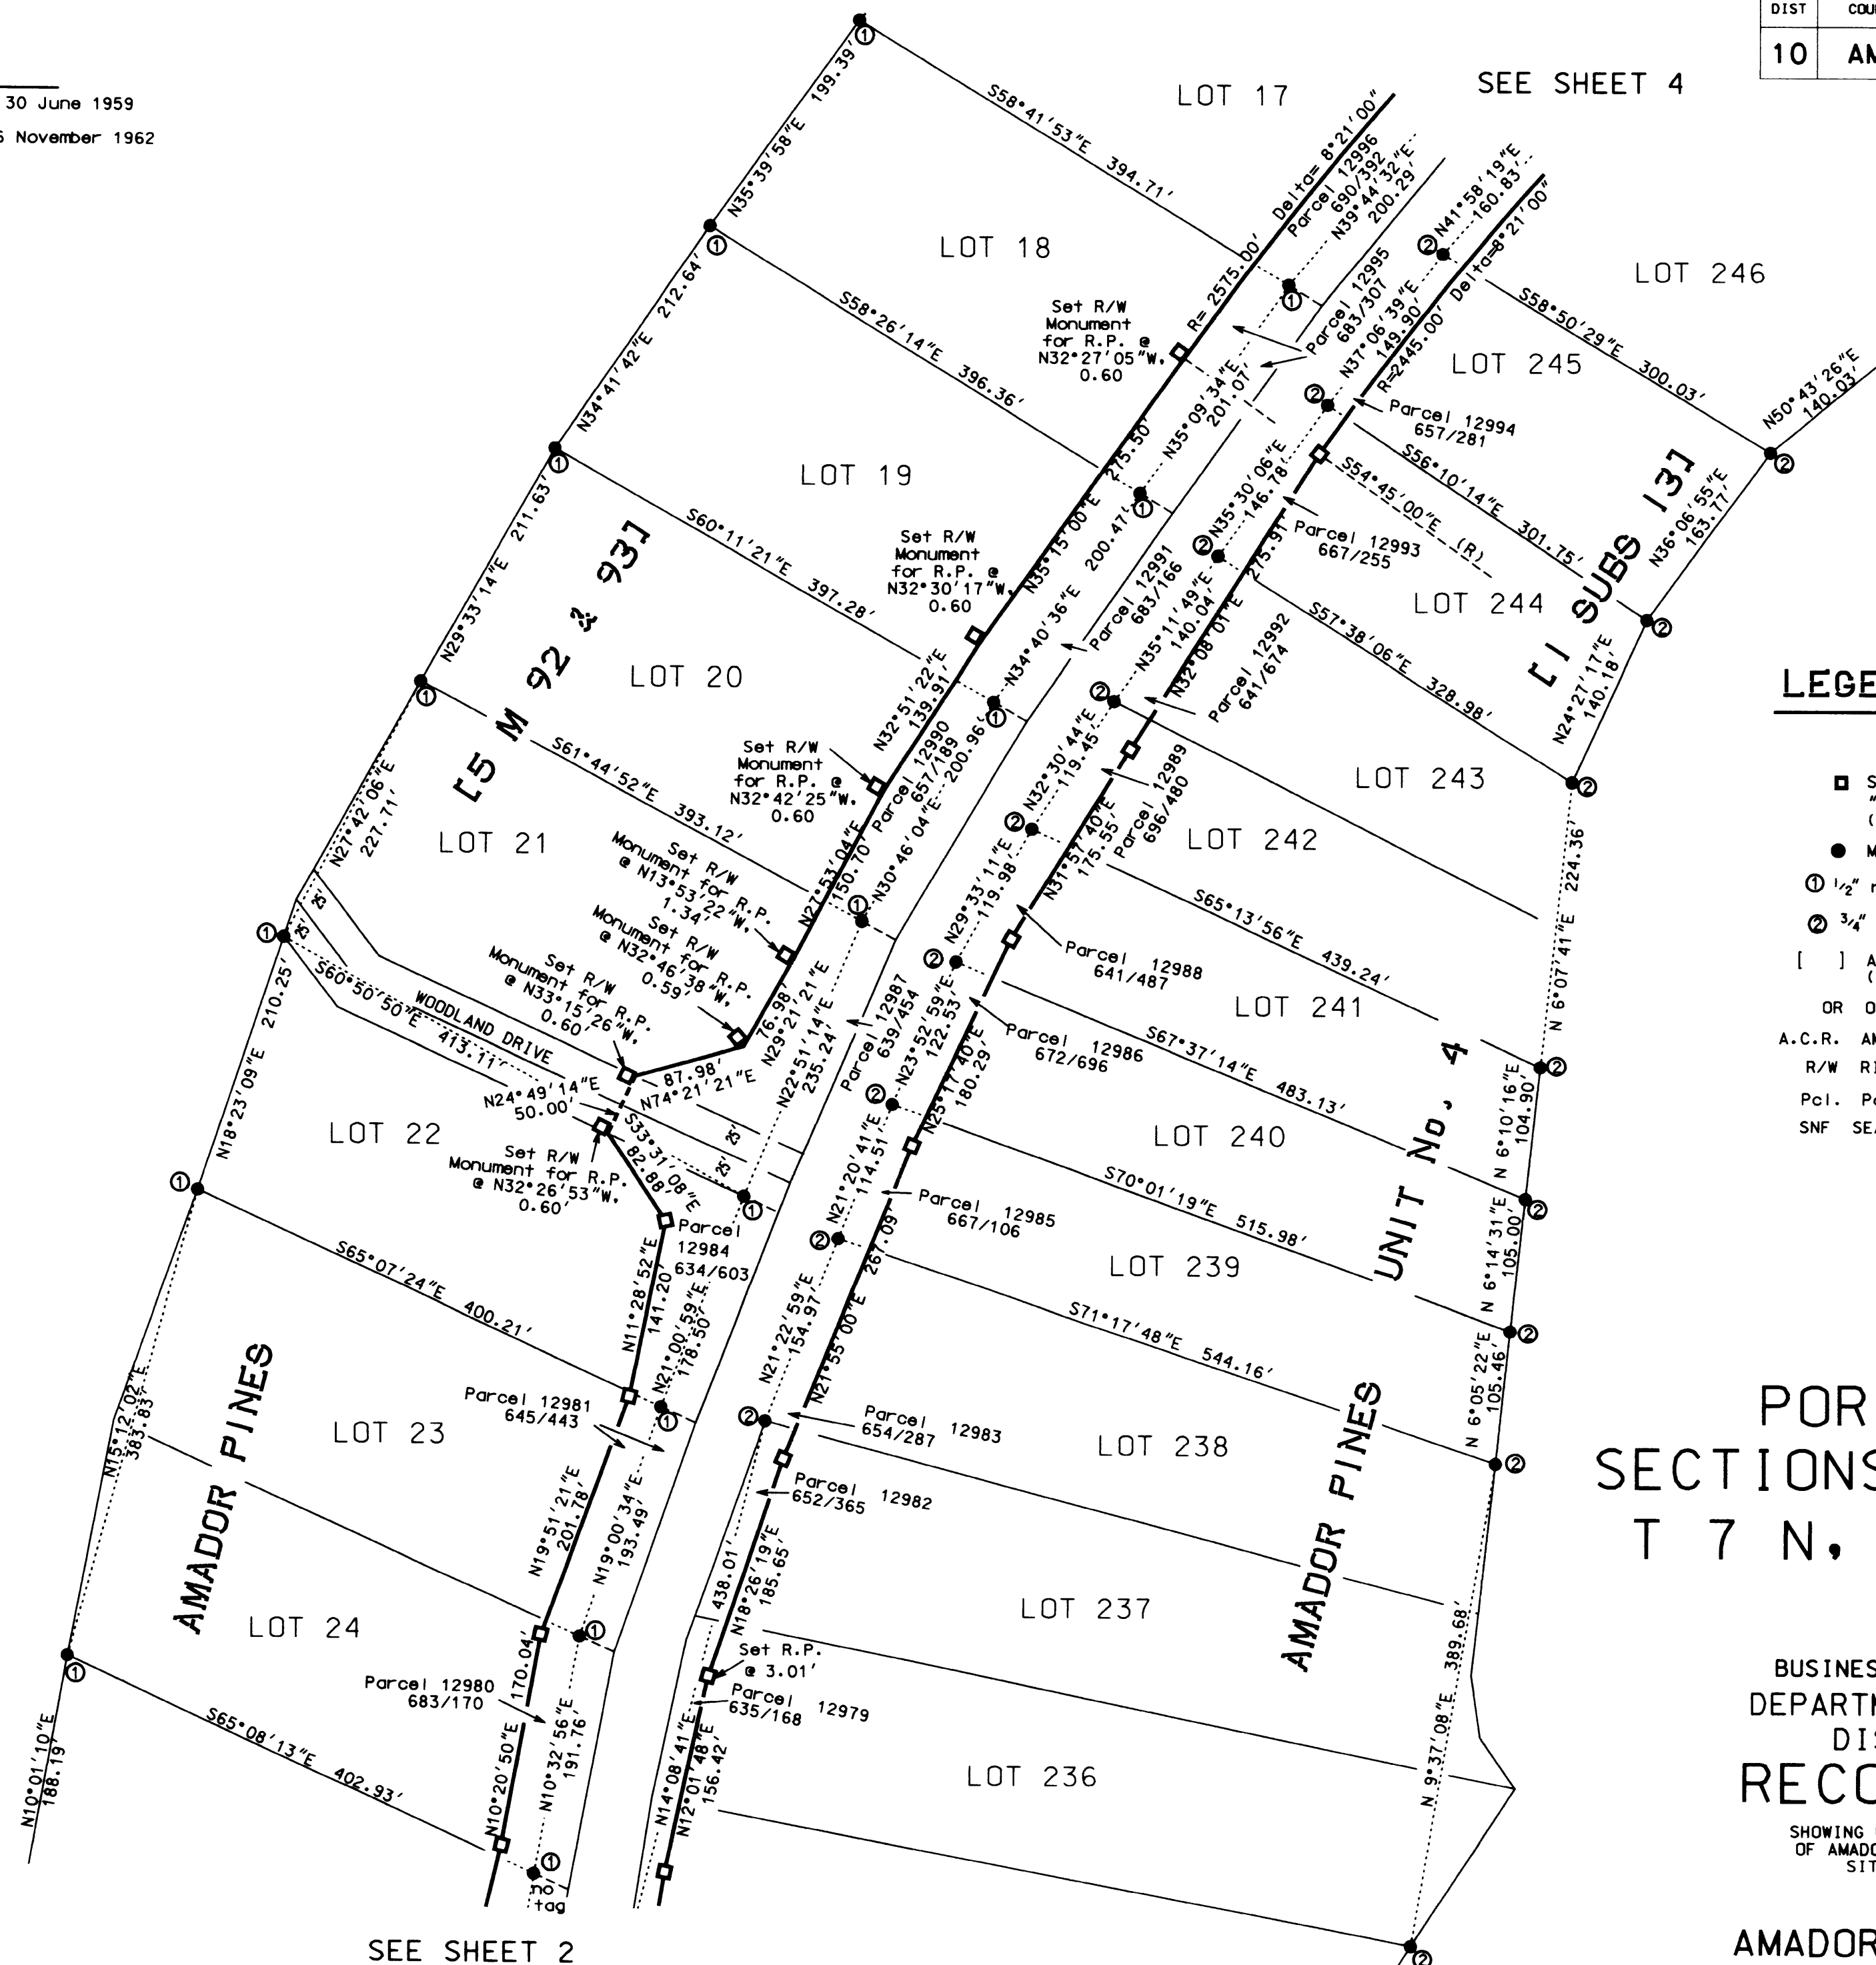 DIST
10
30 June 1959
November 1962
SEE SHEET 4
LOT 17
199.39'
N35°39'58"E
S58°41'53"E 394.71'
Delta= 8°21'00"
Parcel 12996
690/392
N39°44'32"E
200.29'
N41°58'19"E
160.83'
LOT 18
LOT 246
Set R/W
Monument
for R.P. @
N32°27'05"W,
0.60
R= 2575.00'
Parcel 12995
683/307
N37°06'39"E
149.90'
R=2445.00'
Delta=8°21'00"
S58°50'29"E 300.03'
LOT 245
N50°43'26"E
140.03'
N34°41'42"E 212.64'
S58°26'14"E 396.36'
N35°09'34"E
201.07'
Parcel 12994
657/281
S56°10'14"E 301.75'
S54°45'00"E (R)
N36°06'55"E
163.77'
[1 SUBS 13]
LOT 19
275.50'
N35°15'00"E
N35°30'06"E
146.78'
Parcel 12993
667/255
275.91'
N32°08'01"E
LOT 244
N29°33'14"E 211.63'
S60°11'21"E 397.28'
Set R/W
Monument
for R.P. @
N32°30'17"W,
0.60
N34°40'36"E 200.47'
Parcel 12991
683/166
N35°11'49"E
140.04'
S57°38'06"E 328.98'
N24°27'17"E
140.18'
[5 M 92 & 93]
LOT 20
N32°51'22"E
139.91'
Parcel 12992
641/674
LOT 243
Set R/W
Monument
for R.P. @
N32°42'25"W,
0.60
Parcel 12990
657/189
N30°46'04"E 200.96'
N32°30'44"E
119.45'
Parcel 12989
696/480
N31°57'40"E
175.55'
LOT 242
N 6°07'41"E 224.36'
N27°42'06"E
227.71'
S61°44'52"E 393.12'
LOT 21
Set R/W
Monument for R.P.
@ N13°53'22"W,
1.34'
N27°53'04"E
150.70'
N29°33'11"E
119.98'
S65°13'56"E 439.24'
Set R/W
Monument for R.P.
@ N32°46'38"W,
0.59'
Parcel 12988
641/487
LOT 241
25'
25'
Set R/W
Monument for R.P.
@ N33°15'26"W,
0.60'
S60°50'50"E 413.11'
WOODLAND DRIVE
76.98'
N29°21'21"E
N22°51'14"E
235.24'
Parcel 12987
639/454
N23°52'59"E
122.53'
Parcel 12986
672/696
S67°37'14"E 483.13'
N18°23'09"E 210.25'
N24°49'14"E
50.00'
87.98'
N74°21'21"E
N25°17'40"E
180.29'
N 6°10'16"E
104.90'
UNIT No. 4
LOT 22
25'
25'
S33°31'08"E
82.88'
N21°20'41"E
114.51'
LOT 240
Set R/W
Monument for R.P.
@ N32°26'53"W,
0.60'
S70°01'19"E 515.98'
N 6°14'31"E
105.00'
Parcel
12984
634/603
Parcel 12985
667/106
LOT 239
S65°07'24"E 400.21'
N11°28'52"E
141.20'
N21°00'59"E
178.50'
267.09'
N21°55'00"E
N21°22'59"E
154.97'
S71°17'48"E 544.16'
N 6°05'22"E
105.46'
N15°12'02"E
383.83'
AMADOR PINES
LOT 23
Parcel 12981
645/443
Parcel 12983
654/287
LOT 238
AMADOR PINES
Parcel 12982
652/365
N19°51'21"E
201.78'
N19°00'34"E
193.49'
438.01'
N18°26'19"E
185.65'
LOT 24
LOT 237
389.68'
N 9°37'08"E
Parcel 12980
683/170
170.04'
N10°20'50"E
Set R.P.
@ 3.01'
Parcel 12979
635/168
N10°01'10"E
188.19'
S65°08'13"E 402.93'
N10°32'56"E
191.76'
N14°08'41"E
N12°01'48"E
156.42'
LOT 236
no
tag
SEE SHEET 2
1/2"
3/4"
[ ]
OR
A.C.R.
R/W
Pcl.
SNF
SECTIONS
T 7 N,
SHOWING
AMADOR